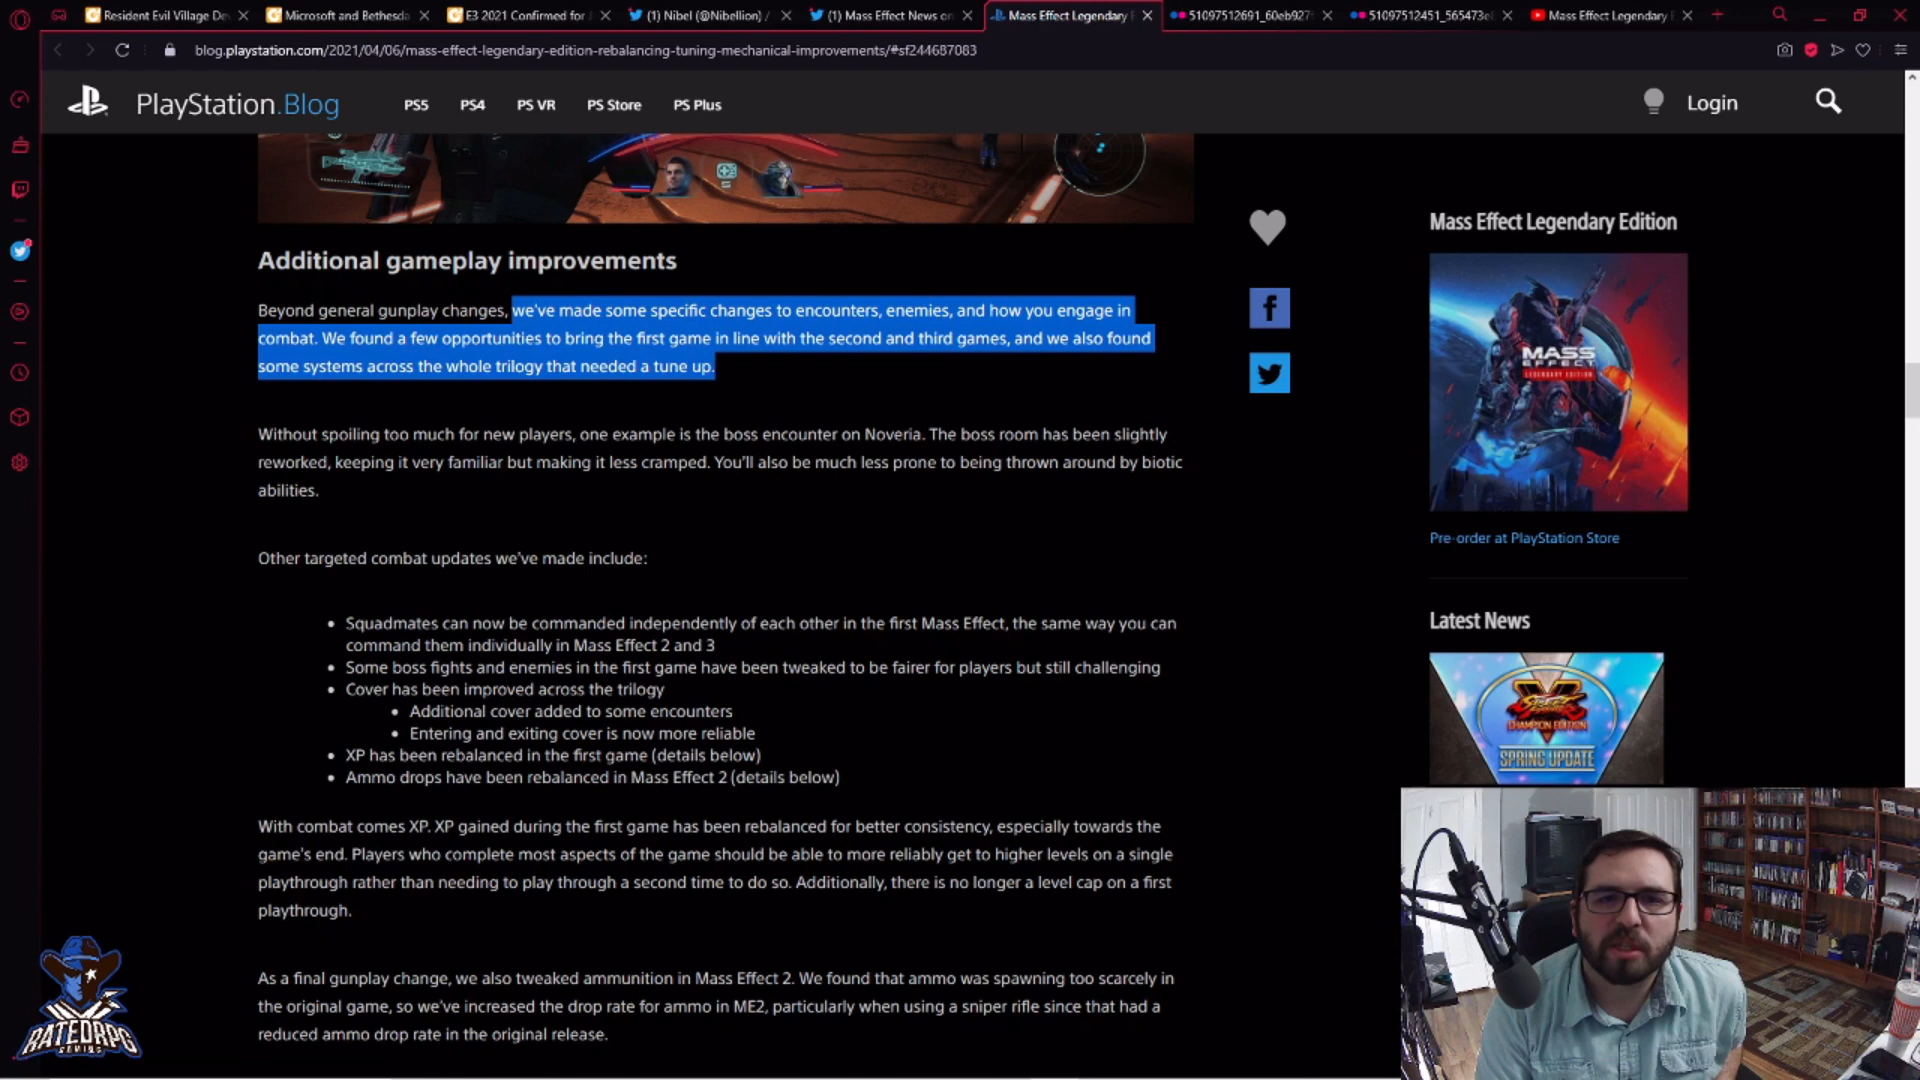 Resident Evil Village De
Microsoft and Bethesda
E3 2021 Confirmed for
(1) Nibel (@Nibellion) /
(1) Mass Effect News on
Mass Effect Legendary
51097512691_60eb927
51097512451_565473e
Mass Effect Legendary E
blog.playstation.com/2021/04/06/mass-effect-legendary-edition-rebalancing-tuning-mechanical-improvements/#sf244687083
PlayStation.Blog
PS5
PS4
PS VR
PS Store
PS Plus
Login
Additional gameplay improvements
Beyond general gunplay changes, we've made some specific changes to encounters, enemies, and how you engage in
combat. We found a few opportunities to bring the first game in line with the second and third games, and we also found
some systems across the whole trilogy that needed a tune up.
Without spoiling too much for new players, one example is the boss encounter on Noveria. The boss room has been slightly
reworked, keeping it very familiar but making it less cramped. You'll also be much less prone to being thrown around by biotic
abilities.
Other targeted combat updates we've made include:
• Squadmates can now be commanded independently of each other in the first Mass Effect, the same way you can
command them individually in Mass Effect 2 and 3
• Some boss fights and enemies in the first game have been tweaked to be fairer for players but still challenging
• Cover has been improved across the trilogy
• Additional cover added to some encounters
• Entering and exiting cover is now more reliable
• XP has been rebalanced in the first game (details below)
• Ammo drops have been rebalanced in Mass Effect 2 (details below)
With combat comes XP. XP gained during the first game has been rebalanced for better consistency, especially towards the
game's end. Players who complete most aspects of the game should be able to more reliably get to higher levels on a single
playthrough rather than needing to play through a second time to do so. Additionally, there is no longer a level cap on a first
playthrough.
As a final gunplay change, we also tweaked ammunition in Mass Effect 2. We found that ammo was spawning too scarcely in
the original game, so we've increased the drop rate for ammo in ME2, particularly when using a sniper rifle since that had a
reduced ammo drop rate in the original release.
Mass Effect Legendary Edition
MASS
EFFECT
LEGENDARY EDITION
Pre-order at PlayStation Store
Latest News
STREET
FIGHTER
V
CHAMPION EDITION
SPRING UPDATE
RATEDRPG
GAMING